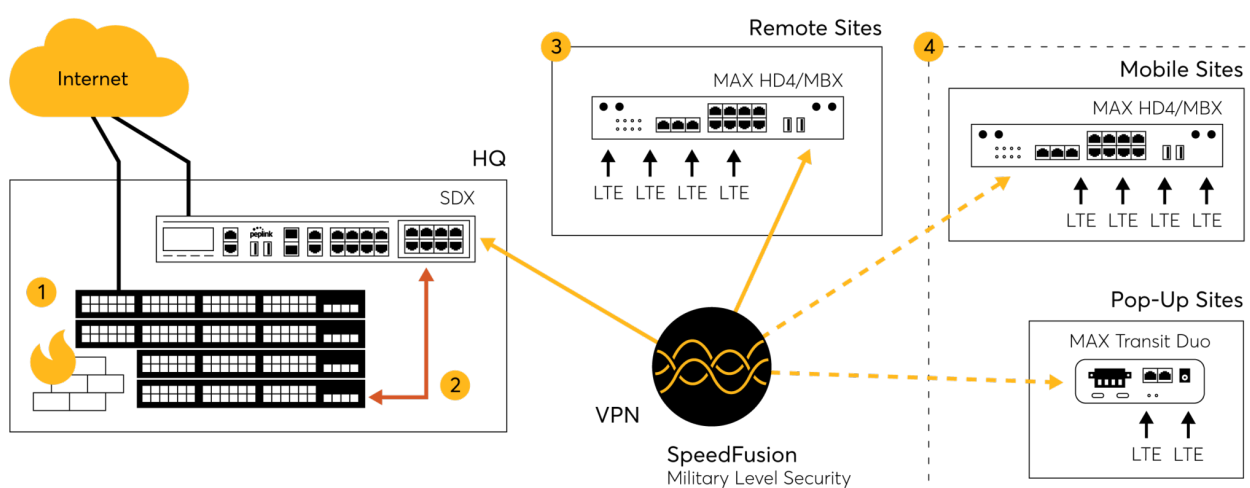 Internet
HQ
SDX
peplink
1
2
3
Remote Sites
MAX HD4/MBX
LTE LTE LTE LTE
4
Mobile Sites
MAX HD4/MBX
LTE LTE LTE LTE
Pop-Up Sites
MAX Transit Duo
LTE LTE
VPN
SpeedFusion
Military Level Security